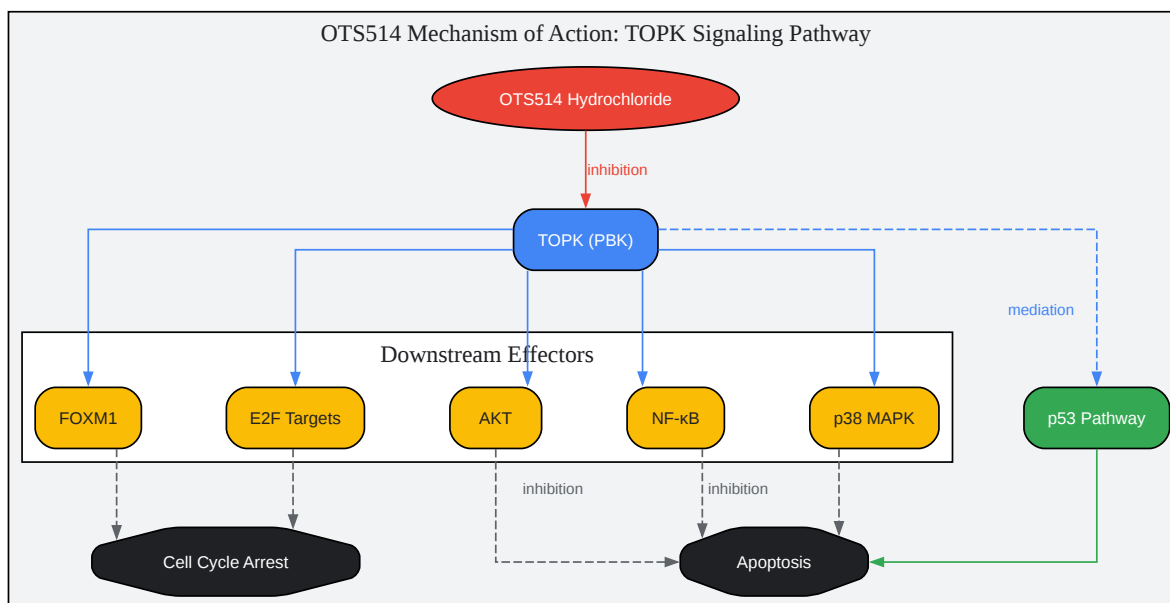 OTS514 Mechanism of Action: TOPK Signaling Pathway
OTS514 Hydrochloride
inhibition
TOPK (PBK)
mediation
Downstream Effectors
FOXM1
E2F Targets
AKT
NF-κB
p38 MAPK
p53 Pathway
inhibition
inhibition
Cell Cycle Arrest
Apoptosis